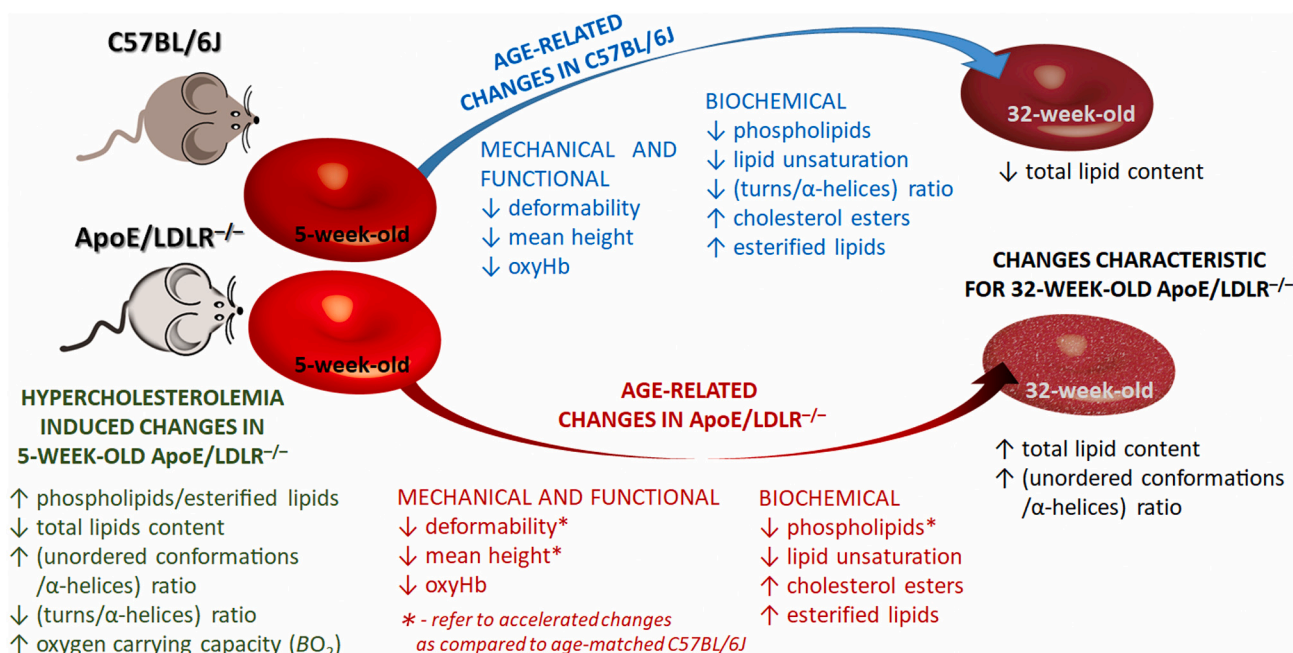 C57BL/6J
AGE-RELATED
CHANGES IN C57BL/6J
MECHANICAL AND
FUNCTIONAL
↓ deformability
↓ mean height
↓ oxyHb
BIOCHEMICAL
↓ phospholipids
↓ lipid unsaturation
↓ (turns/α-helices) ratio
↑ cholesterol esters
↑ esterified lipids
32-week-old
↓ total lipid content
5-week-old
ApoE/LDLR⁻/⁻
5-week-old
CHANGES CHARACTERISTIC
FOR 32-WEEK-OLD ApoE/LDLR⁻/⁻
32-week-old
↑ total lipid content
↑ (unordered conformations
/α-helices) ratio
AGE-RELATED
CHANGES IN ApoE/LDLR⁻/⁻
HYPERCHOLESTEROLEMIA
INDUCED CHANGES IN
5-WEEK-OLD ApoE/LDLR⁻/⁻
↑ phospholipids/esterified lipids
↓ total lipids content
↑ (unordered conformations
/α-helices) ratio
↓ (turns/α-helices) ratio
↑ oxygen carrying capacity (BO₂)
MECHANICAL AND FUNCTIONAL
↓ deformability*
↓ mean height*
↓ oxyHb
* - refer to accelerated changes
as compared to age-matched C57BL/6J
BIOCHEMICAL
↓ phospholipids*
↓ lipid unsaturation
↑ cholesterol esters
↑ esterified lipids